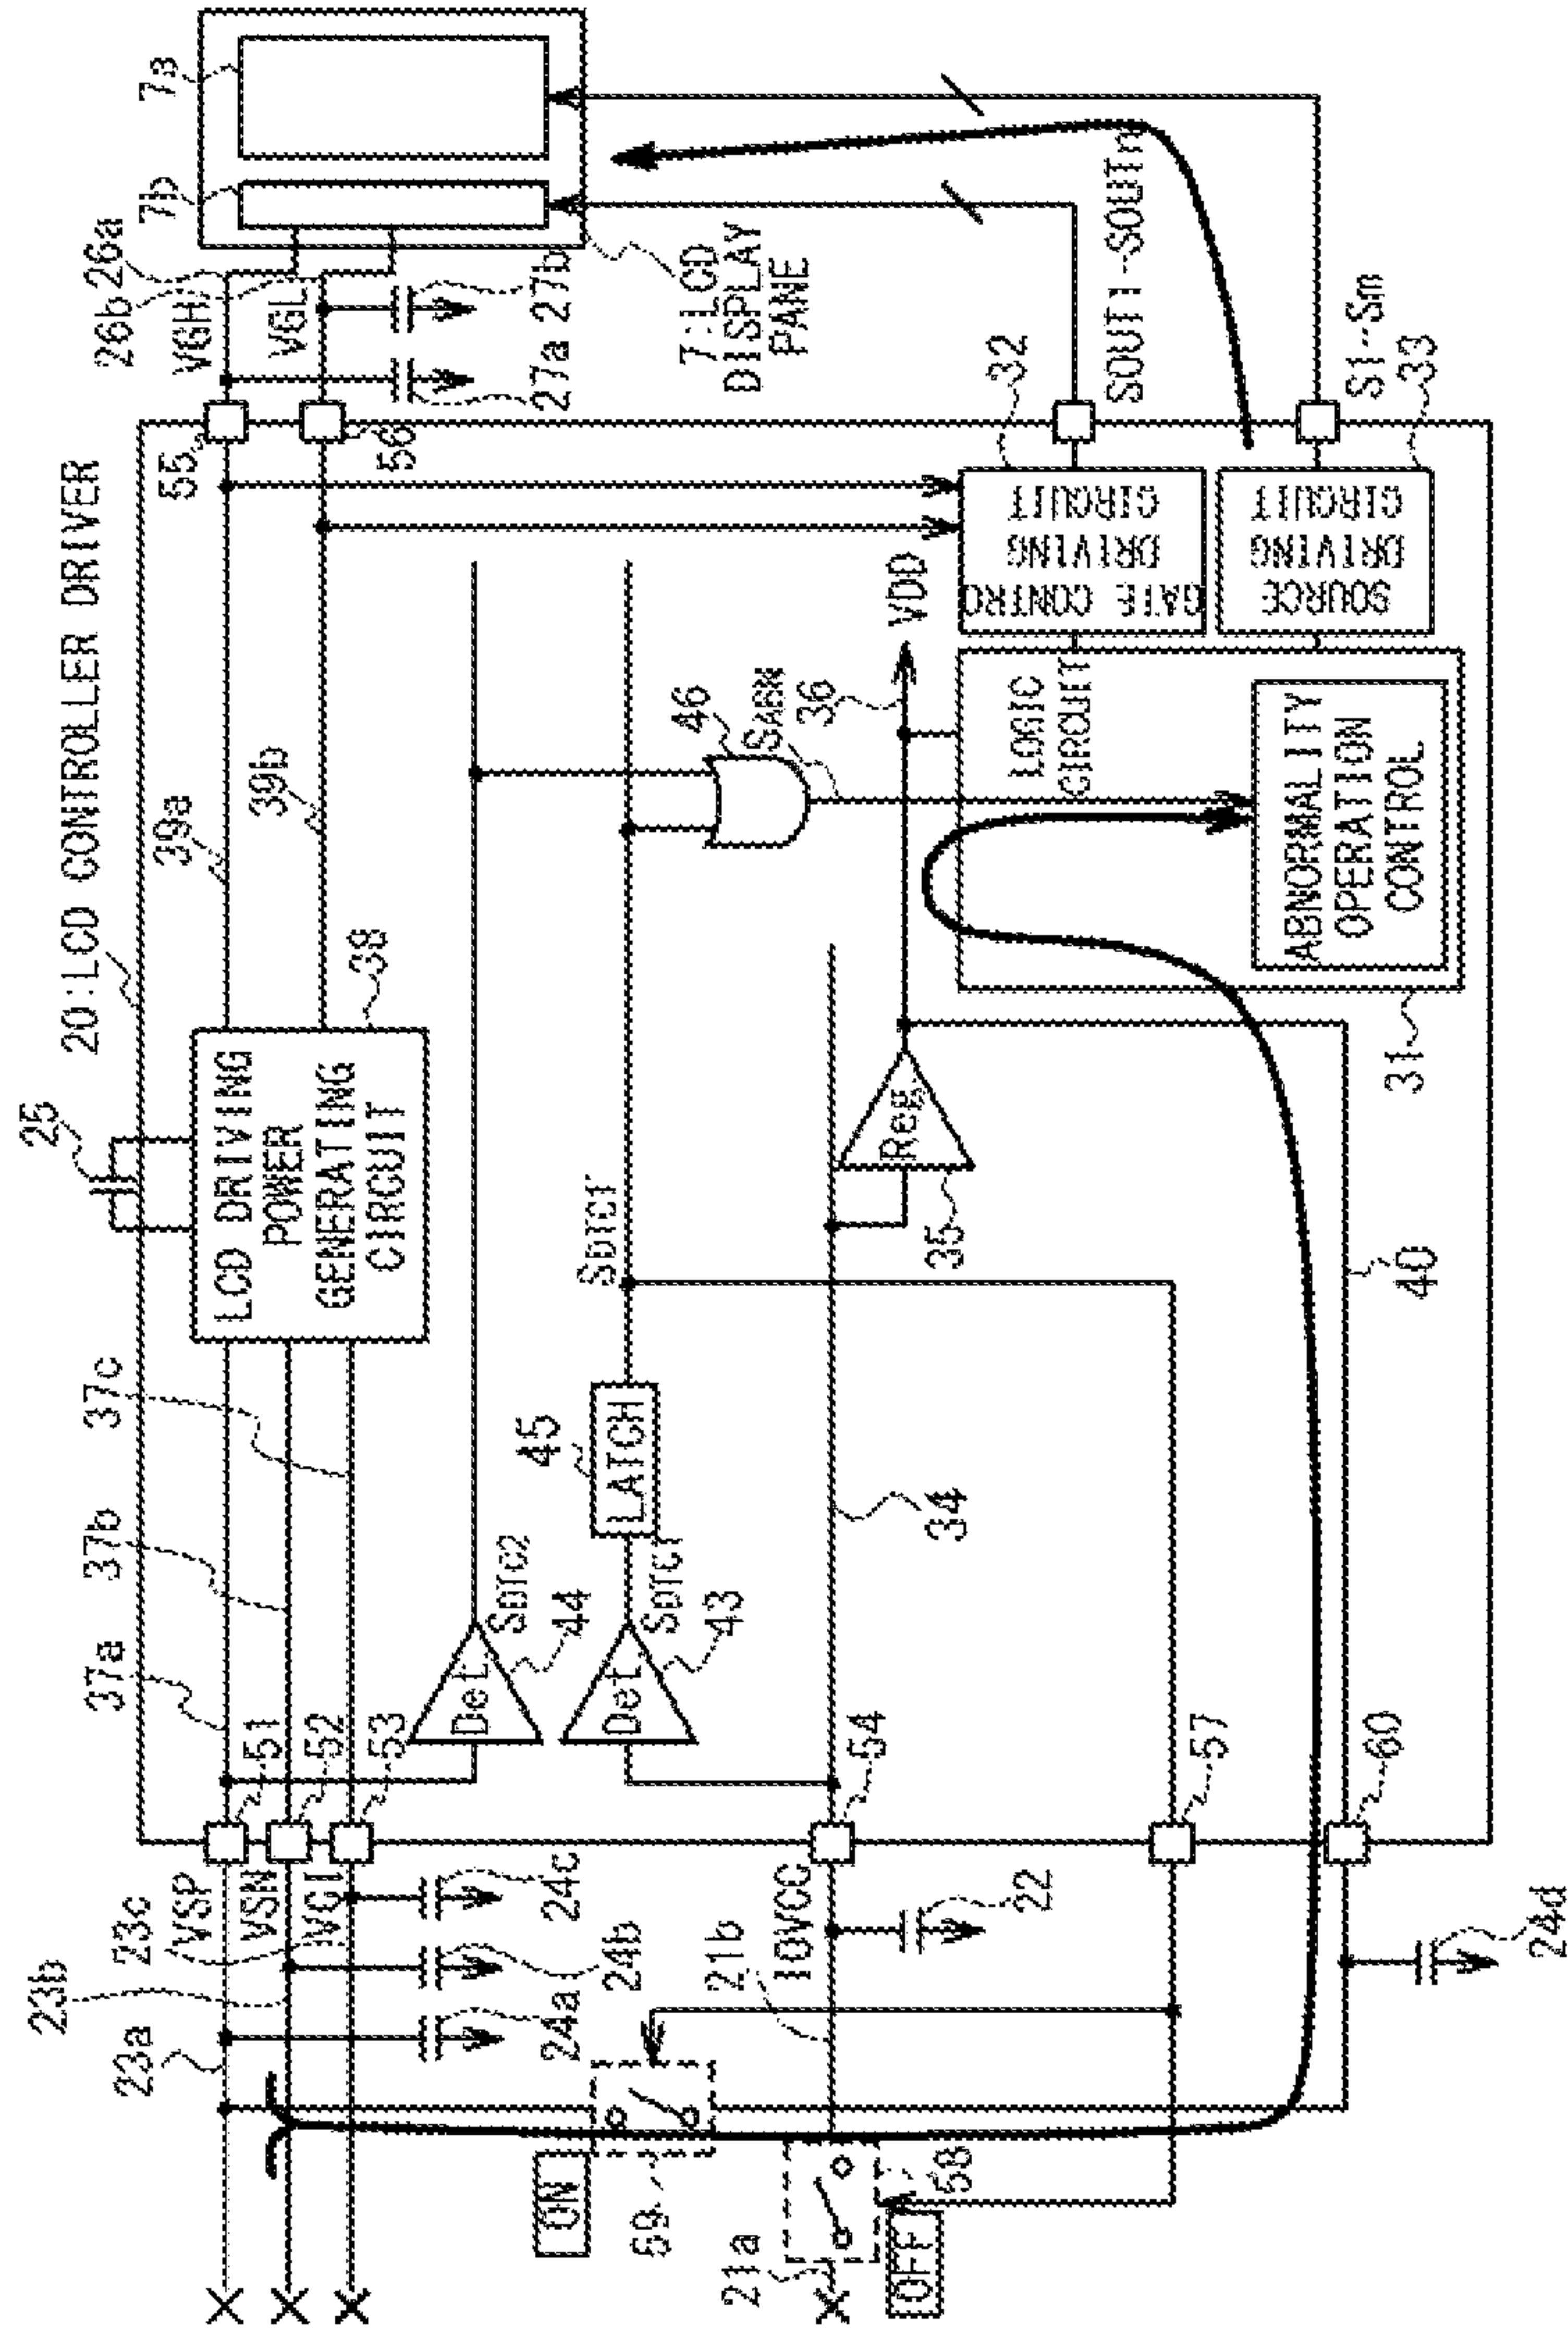 20:LCD CONTROLLER DRIVER
25
23b
23a
23c
VSP
VSN
VCI
37a
37b
37c
51
52
53
LCD DRIVING
POWER
GENERATING
CIRCUIT
38
39a
39b
55
56
26b
26a
VGH
VGL
27a
27b
7b
7a
7:LCD
DISPLAY
PANE
24a
24b
24c
Det
SDTC2
44
Det
SDTC1
43
45
LATCH
SDTC1
46
SABN
ON
59
21a
OFF
58
21b
IOVCC
22
54
34
Reg
35
36
VDD
LOGIC
CIRCUIT
31
ABNORMALITY
OPERATION
CONTROL
GATE CONTRO
DRIVING
CIRCUIT
32
SOUT1~SOUTn
SOURCE
DRIVING
CIRCUIT
33
S1~Sm
57
60
40
24d